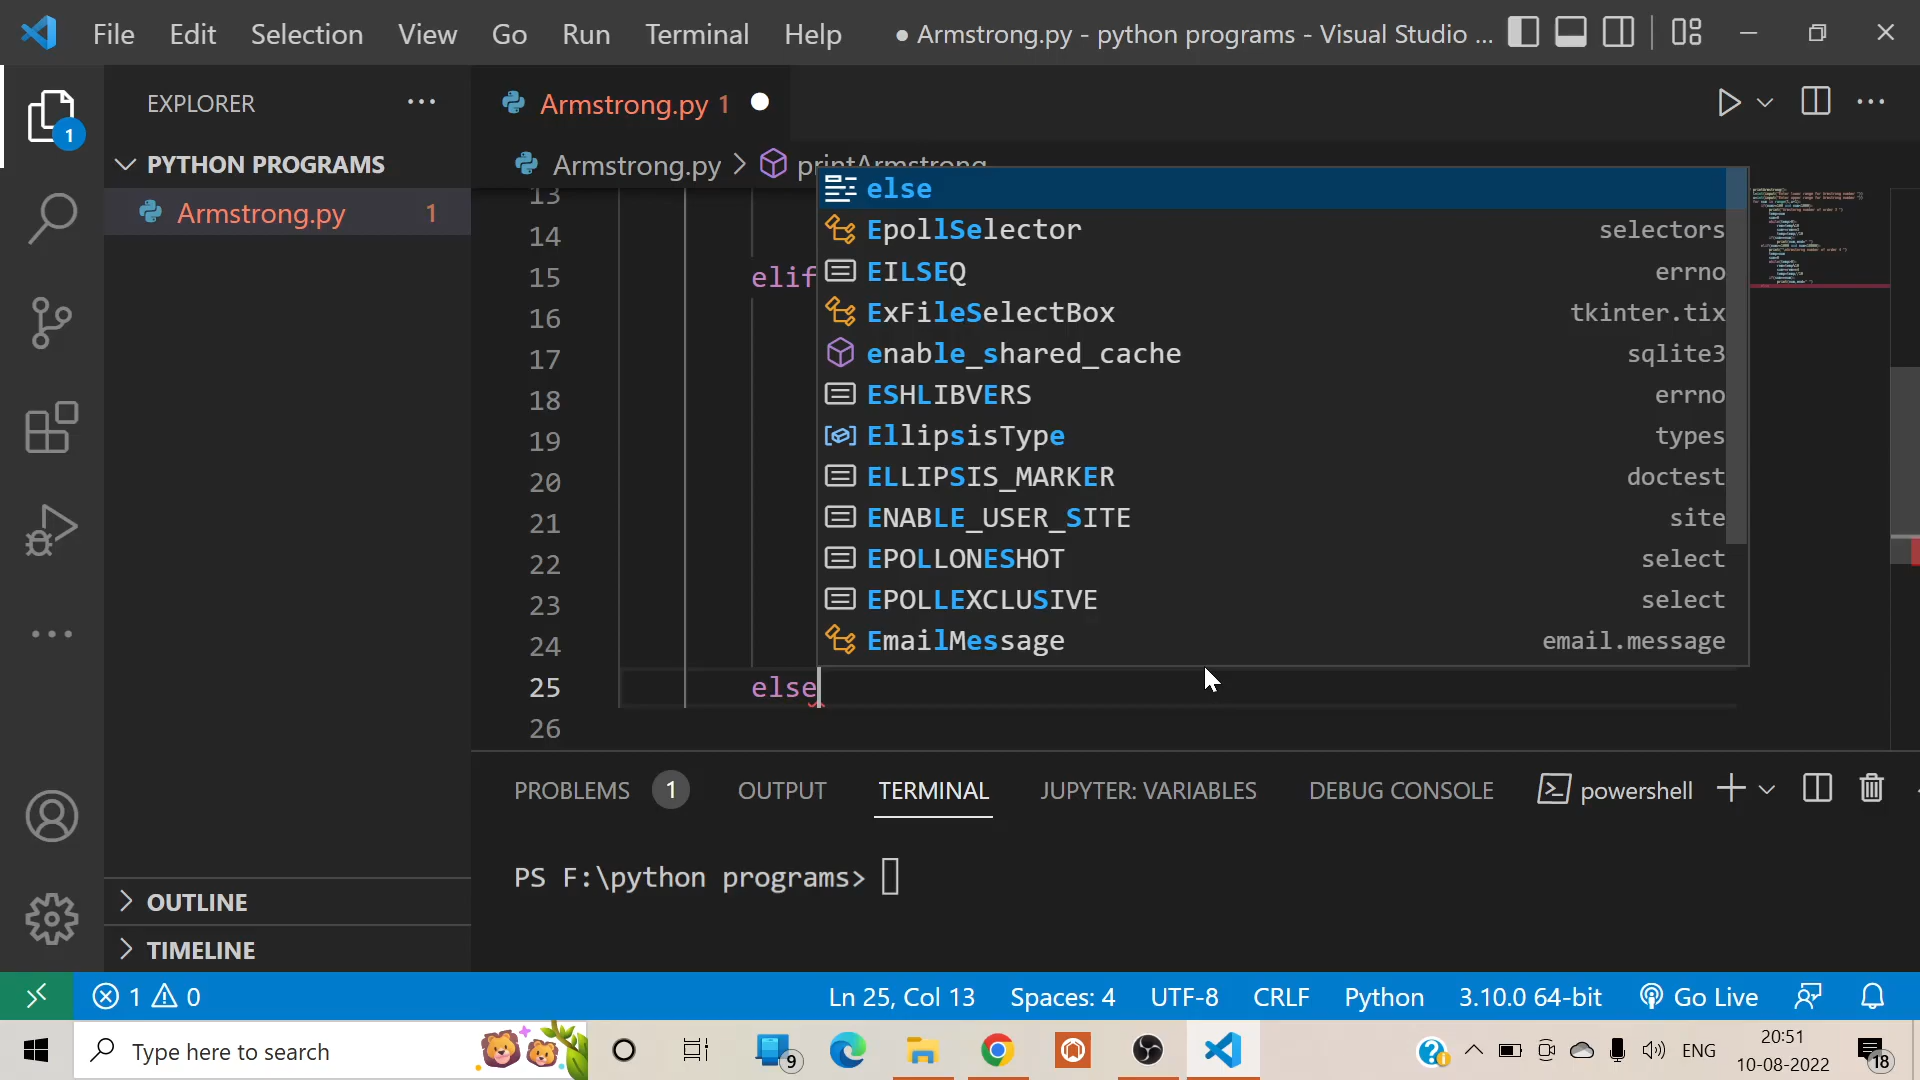 File Edit Selection View Go Run Terminal Help ● Armstrong.py - python programs - Visual Studio ...
EXPLORER ···
Armstrong.py 1 ●
1
PYTHON PROGRAMS
Armstrong.py 1
Armstrong.py > printArmstrong
13
14
15 elif
16
17
18
19
20
21
22
23
24
25 else
26
else
EpollSelector selectors
EILSEQ errno
ExFileSelectBox tkinter.tix
enable_shared_cache sqlite3
ESHLIBVERS errno
EllipsisType types
ELLIPSIS_MARKER doctest
ENABLE_USER_SITE site
EPOLLONESHOT select
EPOLLEXCLUSIVE select
EmailMessage email.message
PROBLEMS 1 OUTPUT TERMINAL JUPYTER: VARIABLES DEBUG CONSOLE powershell
PS F:\python programs>
OUTLINE
TIMELINE
1 0 Ln 25, Col 13 Spaces: 4 UTF-8 CRLF Python 3.10.0 64-bit Go Live
Type here to search 9 ENG 20:51
10-08-2022 18